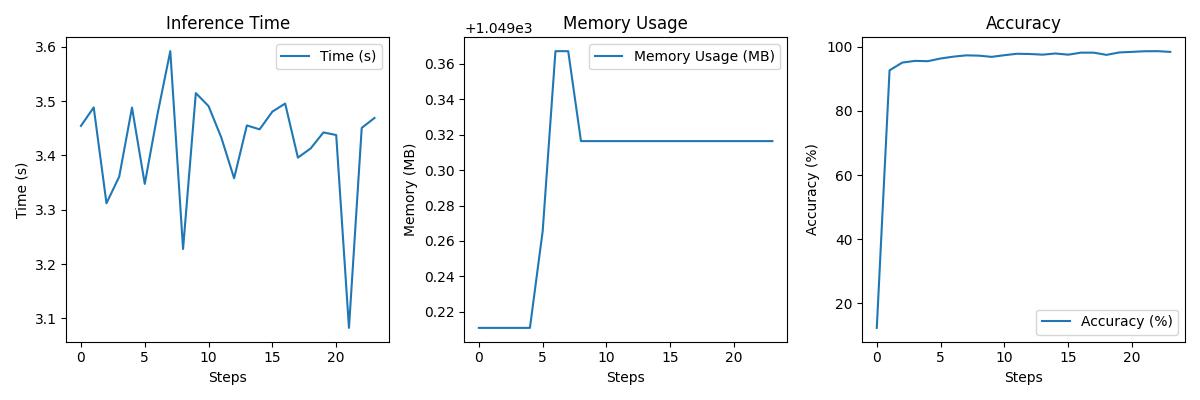 Inference Time
Time (s)
3.6
3.5
3.4
3.3
3.2
3.1
Time (s)
0 5 10 15 20
Steps
Memory Usage
+1.049e3
Memory Usage (MB)
0.36
0.34
0.32
0.30
0.28
0.26
0.24
0.22
Memory (MB)
0 5 10 15 20
Steps
Accuracy
100
80
60
40
20
Accuracy (%)
Accuracy (%)
0 5 10 15 20
Steps